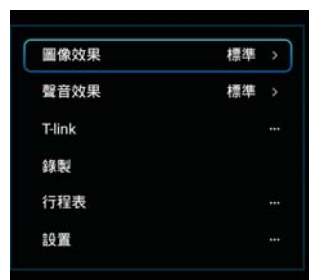 圖像效果 標準 >
聲音效果 標準 >
T-link ...
錄製
行程表 ...
設置 ...